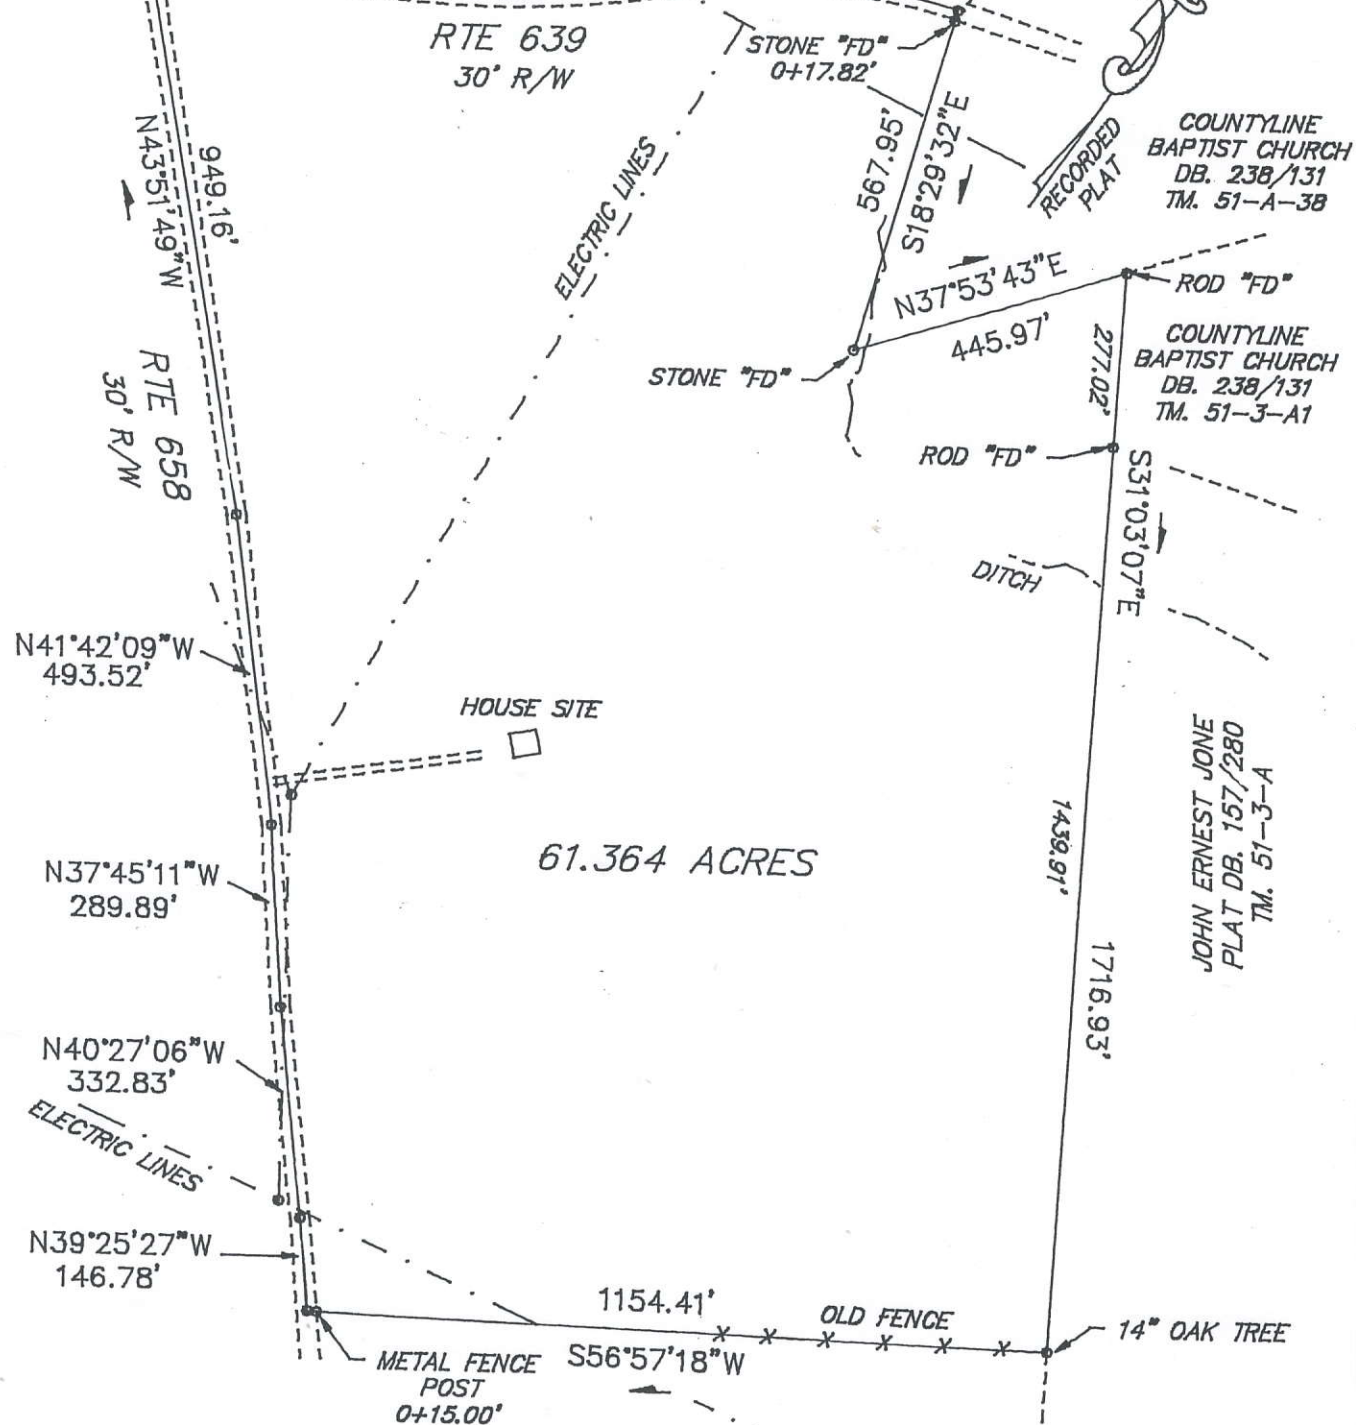 RTE 639
30' R/W
STONE "FD"
0+17.82'
N43°51'49"W
949.16'
ELECTRIC LINES
567.95'
S18°29'32"E
RECORDED
PLAT
COUNTYLINE
BAPTIST CHURCH
DB. 238/131
TM. 51-A-38
N37°53'43"E
445.97'
ROD "FD"
STONE "FD"
277.02'
COUNTYLINE
BAPTIST CHURCH
DB. 238/131
TM. 51-3-A1
RTE 658
30' R/W
ROD "FD"
S31°03'07"E
DITCH
N41°42'09"W
493.52'
HOUSE SITE
61.364 ACRES
1439.91'
JOHN ERNEST JONE
PLAT DB. 157/280
TM. 51-3-A
N37°45'11"W
289.89'
1716.93'
N40°27'06"W
332.83'
ELECTRIC LINES
N39°25'27"W
146.78'
1154.41'
OLD FENCE
14" OAK TREE
S56°57'18"W
METAL FENCE
POST
0+15.00'